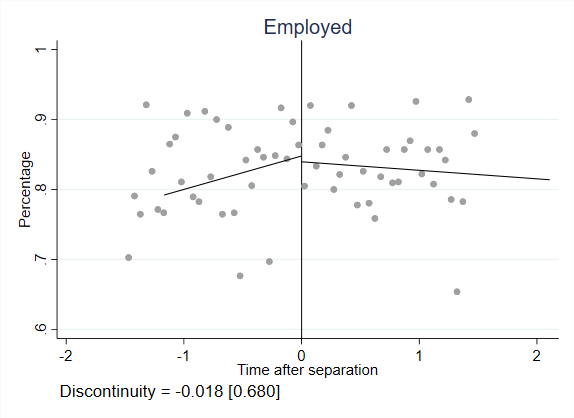 Employed
1
.9
.8
.7
.6
Percentage
-2 -1 0 1 2
Time after separation
Discontinuity = -0.018 [0.680]